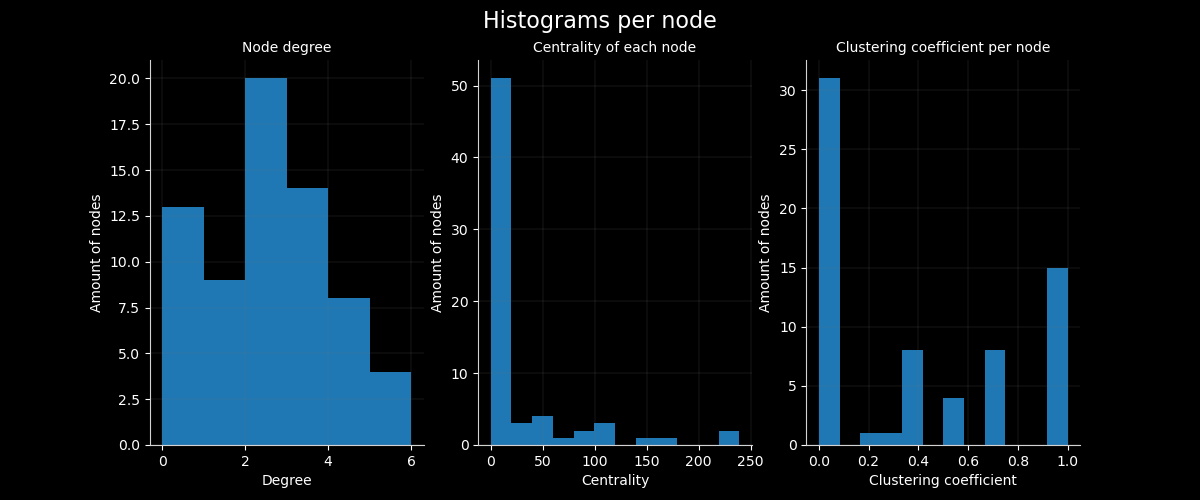 Histograms per node
Node degree
Centrality of each node
Clustering coefficient per node
20.0
17.5
15.0
12.5
10.0
7.5
5.0
2.5
0.0
Amount of nodes
0 2 4 6
Degree
50
40
30
20
10
0
Amount of nodes
0 50 100 150 200 250
Centrality
30
25
20
15
10
5
0
Amount of nodes
0.0 0.2 0.4 0.6 0.8 1.0
Clustering coefficient